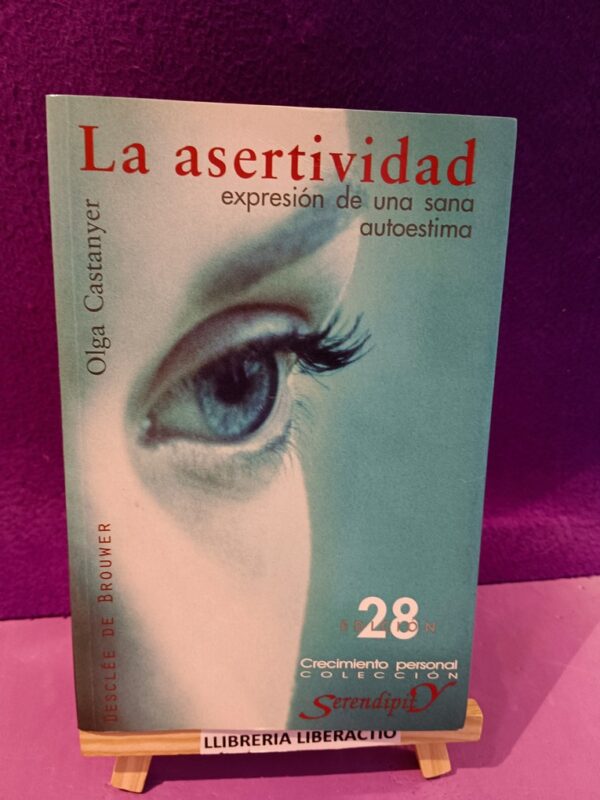 La asertividad
expresión de una sana
autoestima
Olga Castanyer
DESCLÉE DE BROUWER
28
EDICIÓN
Crecimiento personal
COLECCIÓN
Serendipity
LLIBRERIA LIBERACTIO